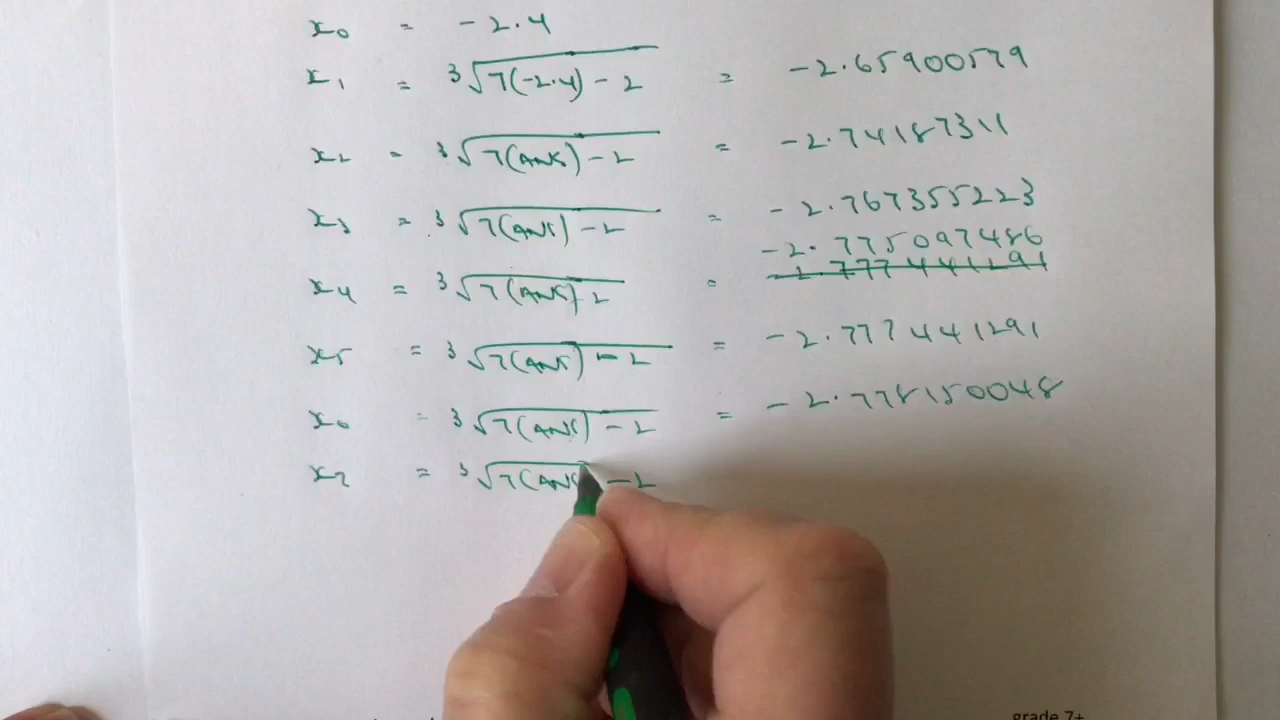 x₀ = -2.4
x₁ = ³√7(-2.4) - 2 = -2.65900579
x₂ = ³√7(ANS) - 2 = -2.74187311
x₃ = ³√7(ANS) - 2 = -2.767355223
-2.775097486
x₄ = ³√7(ANS) 2 = -2.777441291
x₅ = ³√7(ANS) - 2 = -2.777441291
x₆ = ³√7(ANS) - 2 = -2.778150048
x₇ = ³√7(ANS - 2
grade 7+